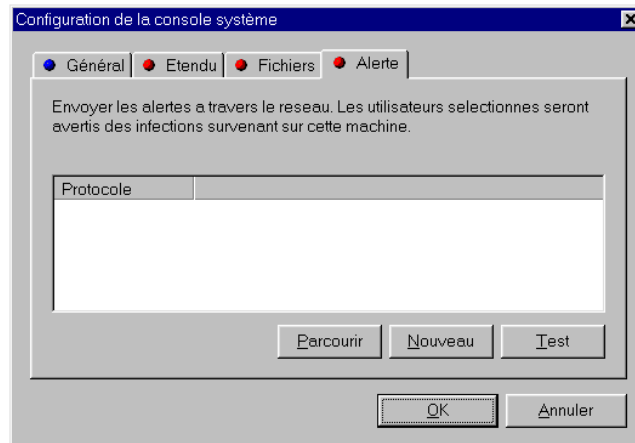 Configuration de la console système
Général Etendu Fichiers Alerte
Envoyer les alertes a travers le reseau. Les utilisateurs selectionnes seront
avertis des infections survenant sur cette machine.
Protocole
Parcourir Nouveau Test
OK Annuler